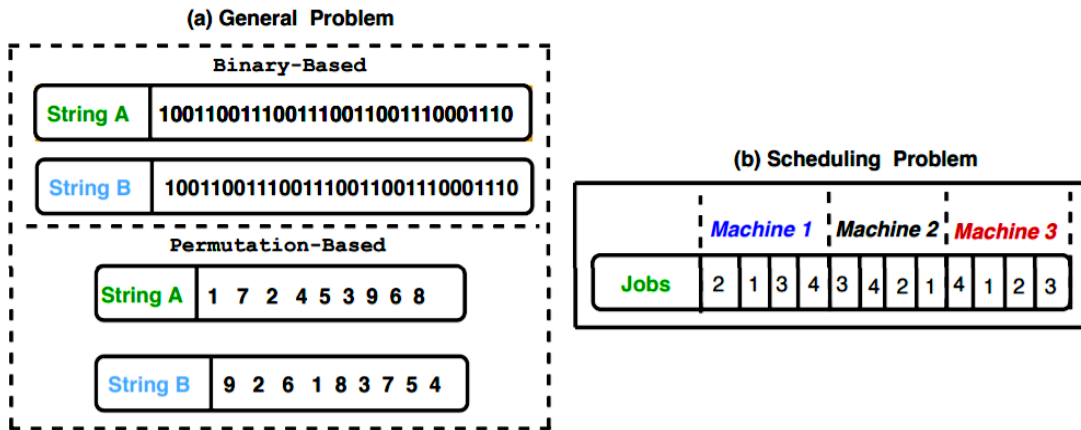 (a) General Problem
Binary-Based
String A 1001100111001110011001110001110
String B 1001100111001110011001110001110
Permutation-Based
String A 1 7 2 4 5 3 9 6 8
String B 9 2 6 1 8 3 7 5 4
(b) Scheduling Problem
Machine 1 Machine 2 Machine 3
Jobs 2 1 3 4 3 4 2 1 4 1 2 3